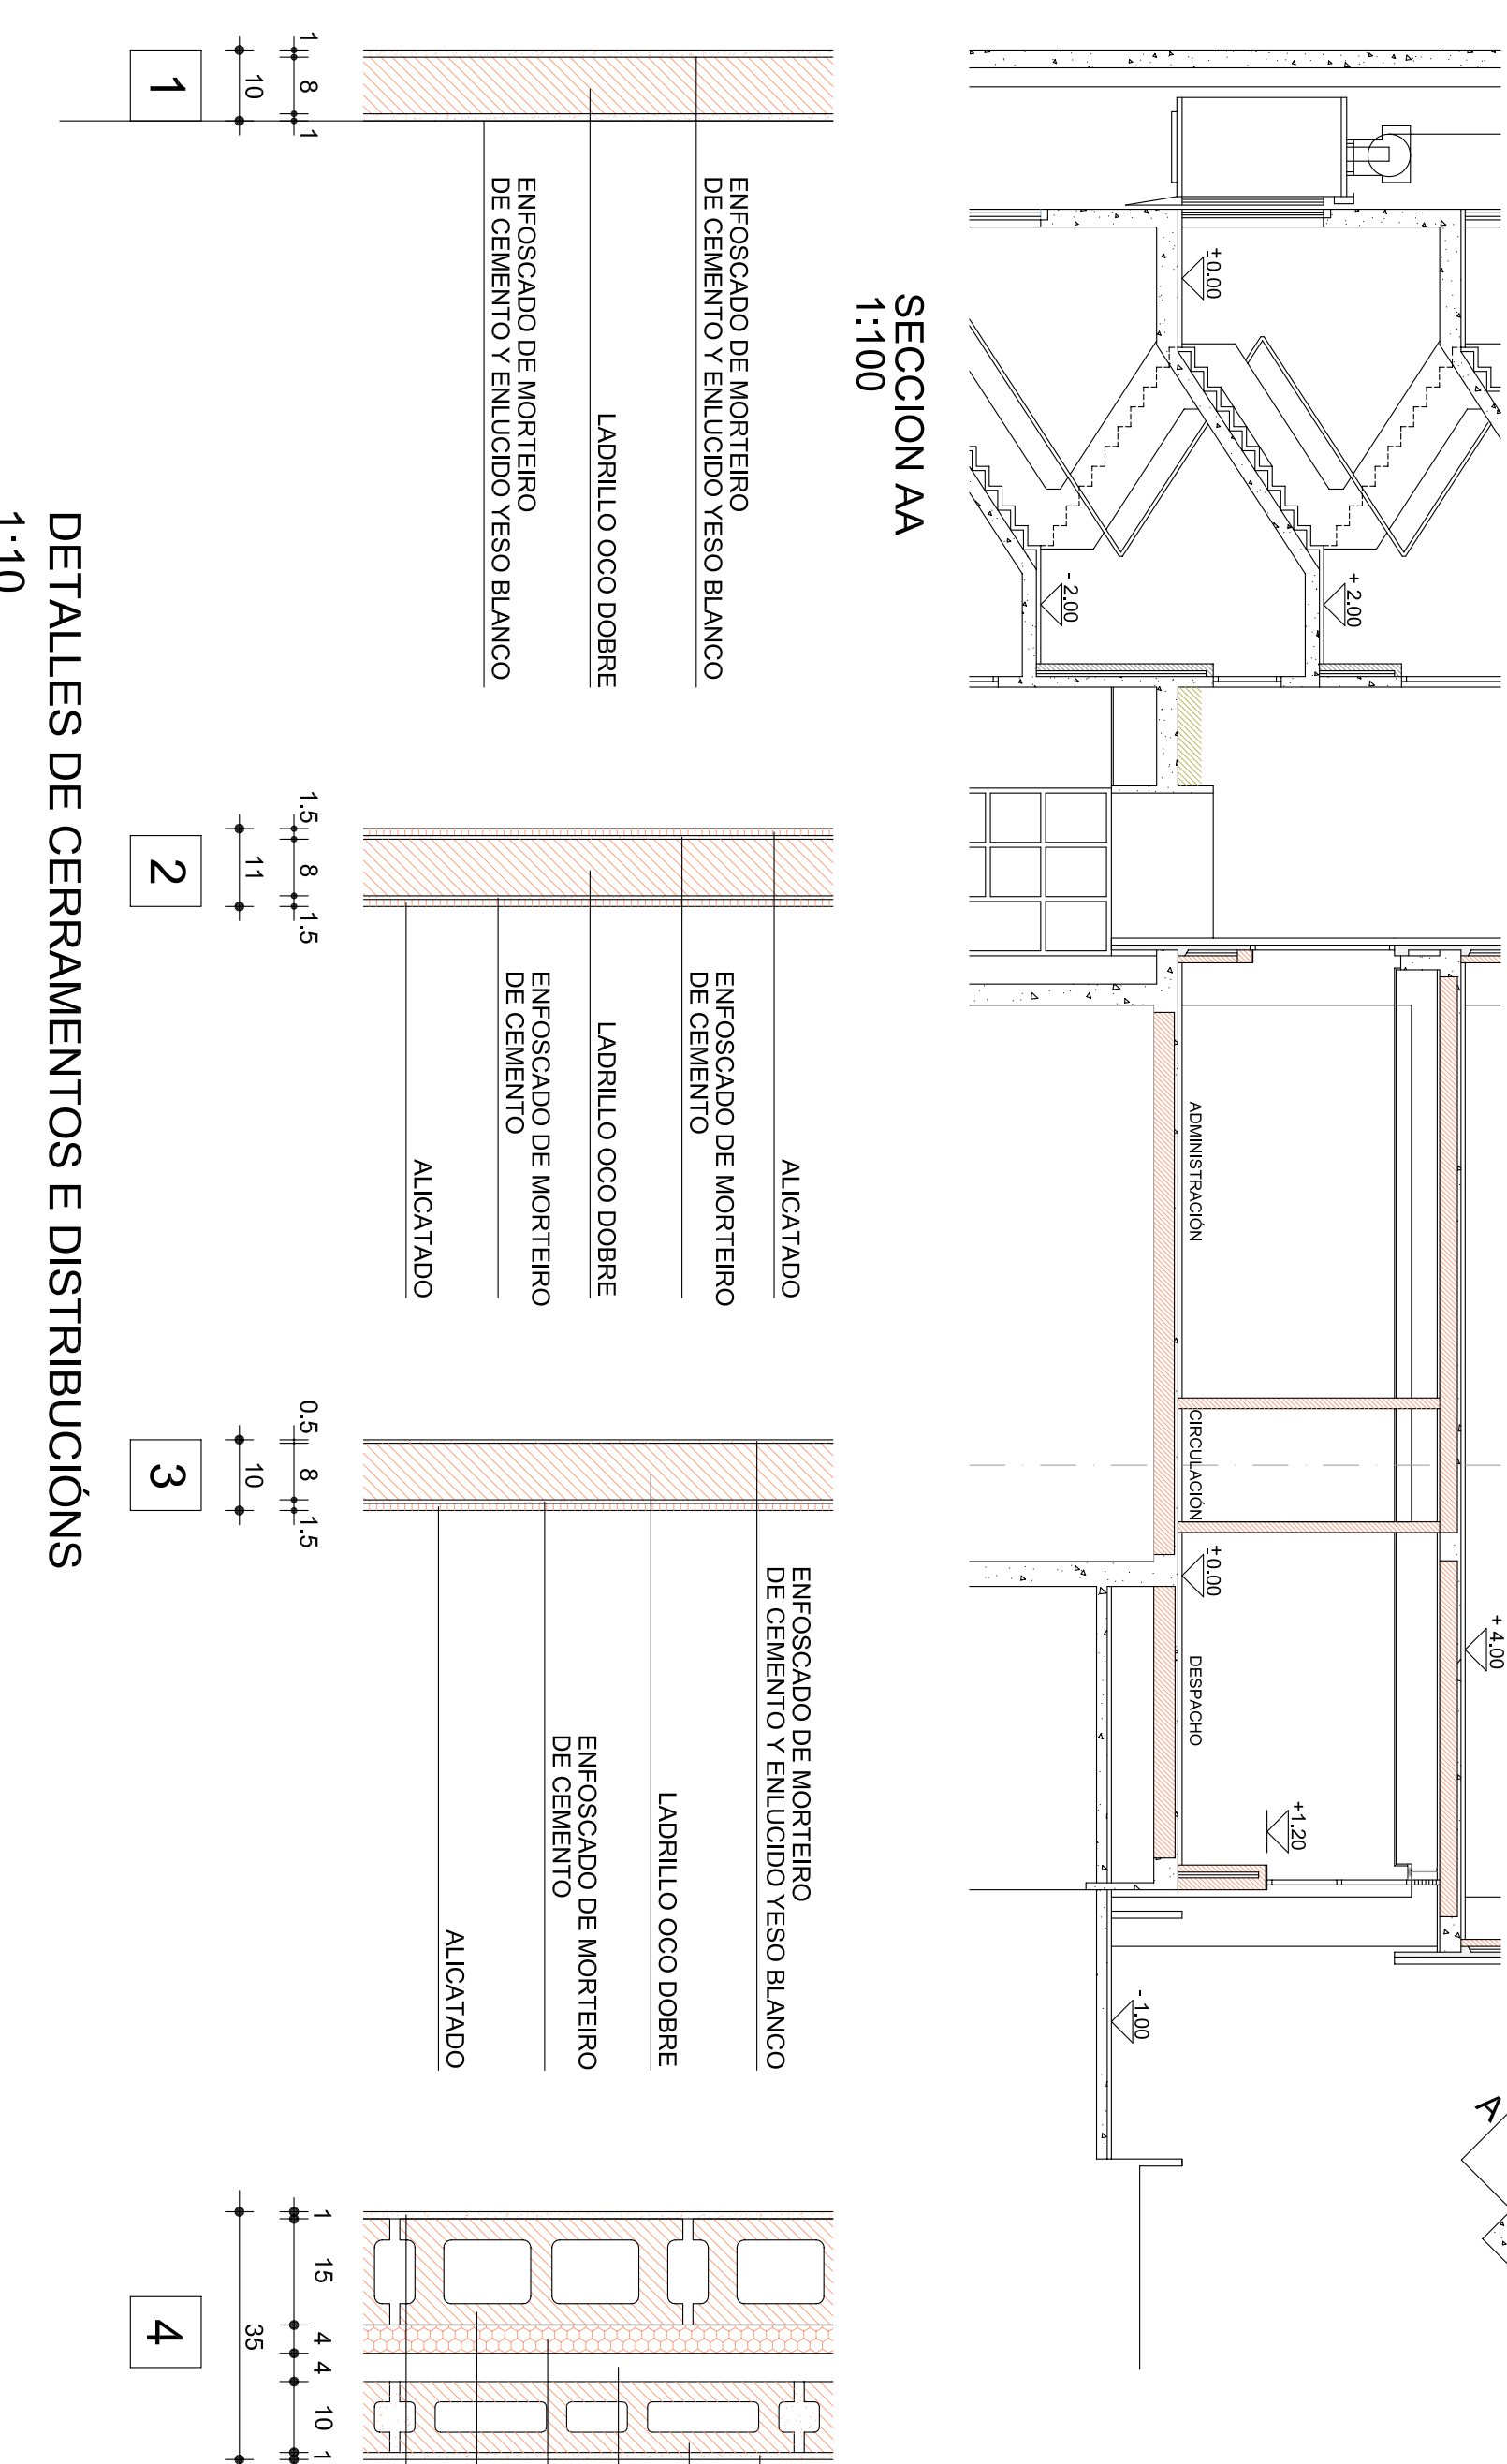 A
+ 4.00
+ 2.00
+1.20
±0.00
ADMINISTRACIÓN
CIRCULACIÓN
±0.00
DESPACHO
- 1.00
- 2.00
SECCION AA
1:100
ENFOSCADO DE MORTEIRO
DE CEMENTO Y ENLUCIDO YESO BLANCO
LADRILLO OCO DOBRE
ENFOSCADO DE MORTEIRO
DE CEMENTO Y ENLUCIDO YESO BLANCO
1 8 1
10
1
ALICATADO
ENFOSCADO DE MORTEIRO
DE CEMENTO
LADRILLO OCO DOBRE
ENFOSCADO DE MORTEIRO
DE CEMENTO
ALICATADO
1.5 8 1.5
11
2
ENFOSCADO DE MORTEIRO
DE CEMENTO Y ENLUCIDO YESO BLANCO
LADRILLO OCO DOBRE
ENFOSCADO DE MORTEIRO
DE CEMENTO
ALICATADO
0.5 8 1.5
10
3
1 15 4 4 10 1
35
4
DETALLES DE CERRAMENTOS E DISTRIBUCIÓNS
1:10